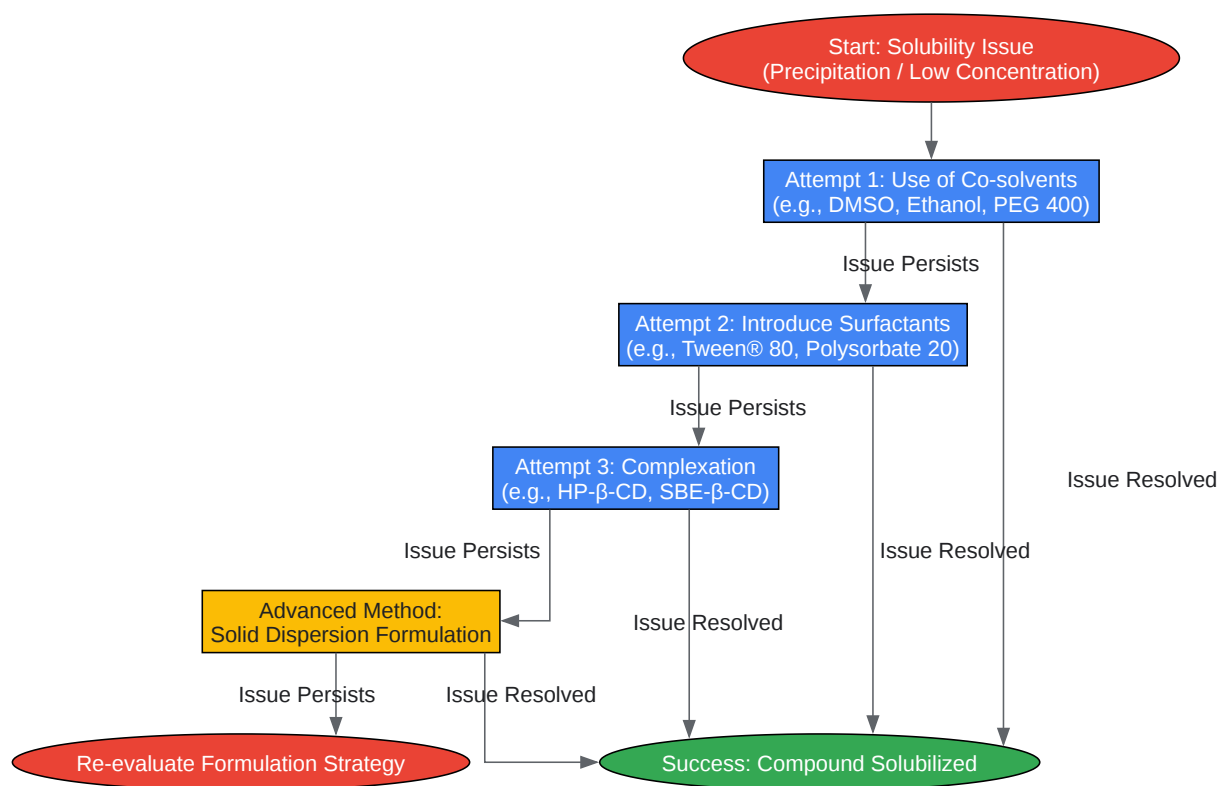 Start: Solubility Issue
(Precipitation / Low Concentration)
Attempt 1: Use of Co-solvents
(e.g., DMSO, Ethanol, PEG 400)
Issue Persists
Attempt 2: Introduce Surfactants
(e.g., Tween® 80, Polysorbate 20)
Issue Persists
Attempt 3: Complexation
(e.g., HP-β-CD, SBE-β-CD)
Issue Resolved
Issue Persists
Issue Resolved
Advanced Method:
Solid Dispersion Formulation
Issue Resolved
Issue Persists
Issue Resolved
Re-evaluate Formulation Strategy
Success: Compound Solubilized